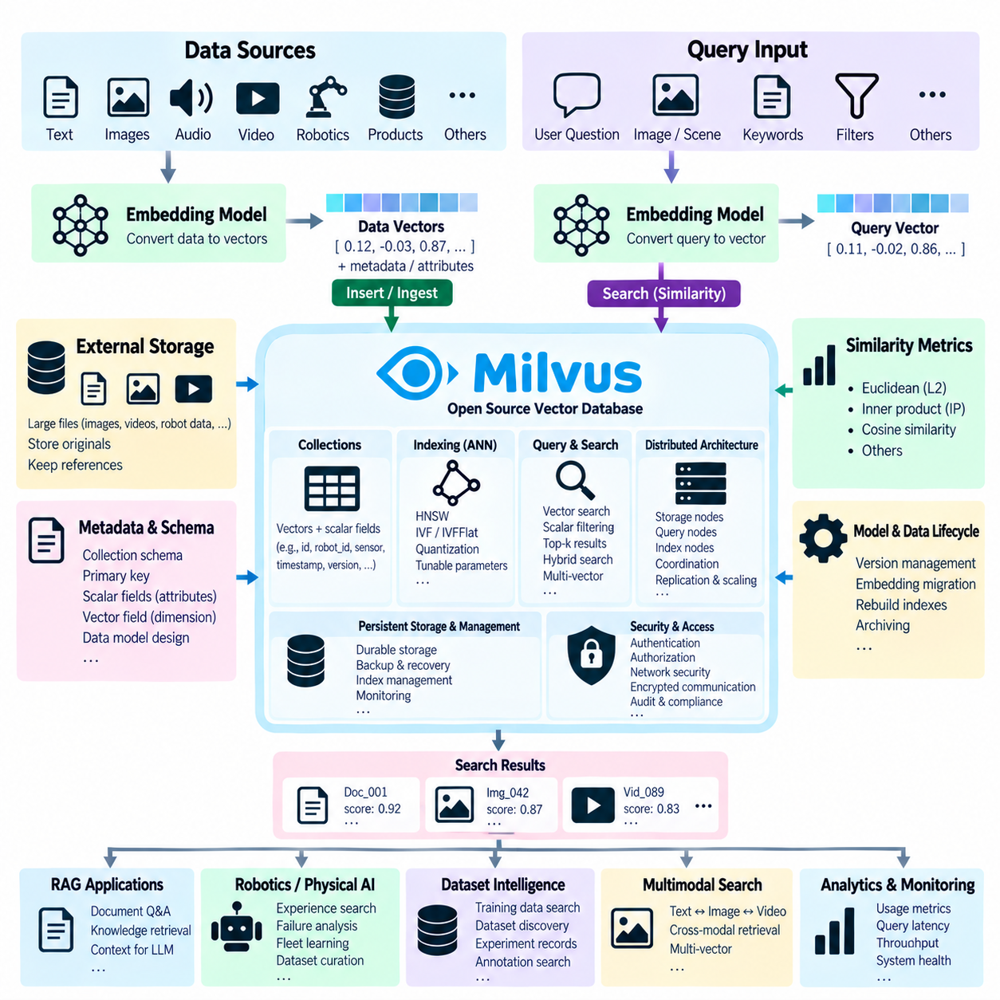 Data Sources
Text
Images
Audio
Video
Robotics
Products
...
Others
Query Input
User Question
Image / Scene
Keywords
Filters
...
Others
Embedding Model
Convert data to vectors
Data Vectors
[ 0.12, -0.03, 0.87, ... ]
+ metadata / attributes
Insert / Ingest
Embedding Model
Convert query to vector
Query Vector
[ 0.11, -0.02, 0.86, ... ]
Search (Similarity)
External Storage
Large files (images, videos, robot data, ...)
Store originals
Keep references
Metadata & Schema
Collection schema
Primary key
Scalar fields (attributes)
Vector field (dimension)
Data model design
...
Milvus
Open Source Vector Database
Collections
Vectors + scalar fields
(e.g., id, robot_id, sensor,
timestamp, version, ...)
Indexing (ANN)
HNSW
IVF / IVFFlat
Quantization
Tunable parameters
...
Query & Search
Vector search
Scalar filtering
Top-k results
Hybrid search
Multi-vector
...
Distributed Architecture
Storage nodes
Query nodes
Index nodes
Coordination
Replication & scaling
...
Persistent Storage & Management
Durable storage
Backup & recovery
Index management
Monitoring
...
Security & Access
Authentication
Authorization
Network security
Encrypted communication
Audit & compliance
...
Similarity Metrics
• Euclidean (L2)
• Inner product (IP)
• Cosine similarity
• Others
Model & Data Lifecycle
Version management
Embedding migration
Rebuild indexes
Archiving
...
Search Results
Doc_001
score: 0.92
...
Img_042
score: 0.87
...
Vid_089
score: 0.83
...
...
RAG Applications
Document Q&A
Knowledge retrieval
Context for LLM
...
Robotics / Physical AI
Experience search
Failure analysis
Fleet learning
Dataset curation
...
Dataset Intelligence
Training data search
Dataset discovery
Experiment records
Annotation search
...
Multimodal Search
Text ↔ Image ↔ Video
Cross-modal retrieval
Multi-vector
...
Analytics & Monitoring
Usage metrics
Query latency
Throughput
System health
...